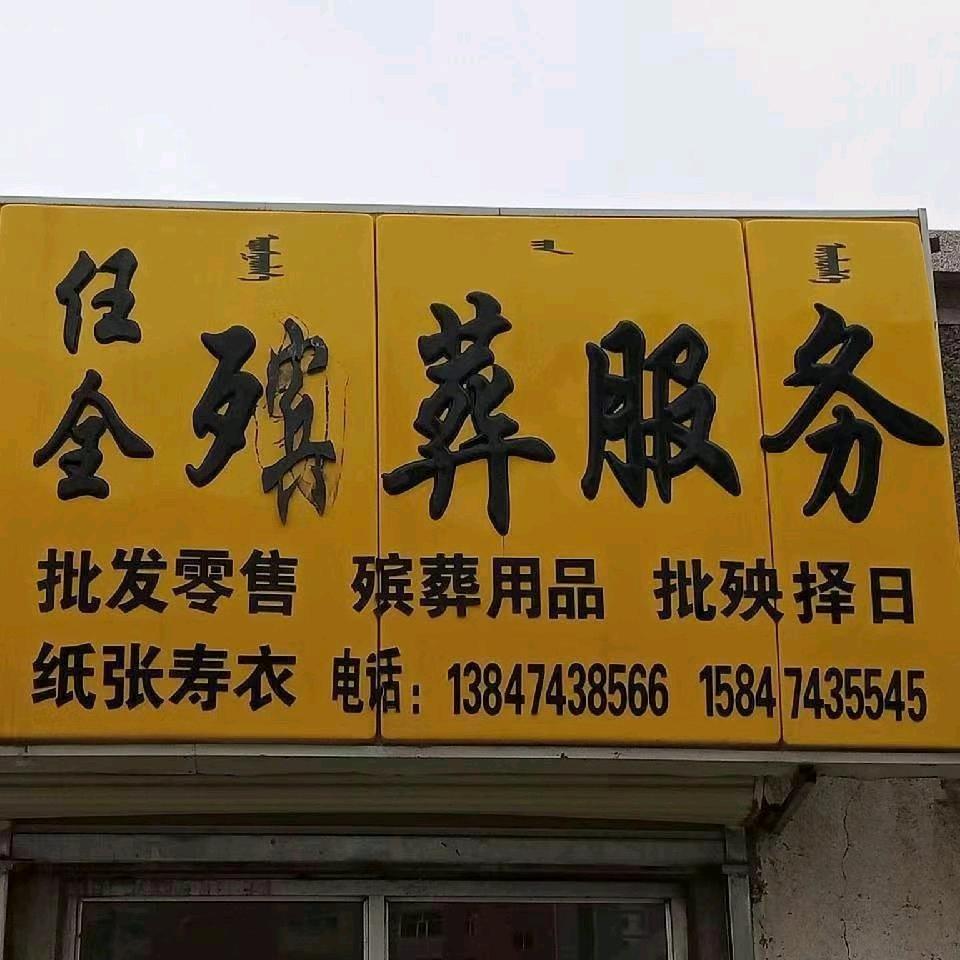 任全殡葬服务
批发零售 殡葬用品 批殃择日
纸张寿衣 电话：13847438566 15847435545